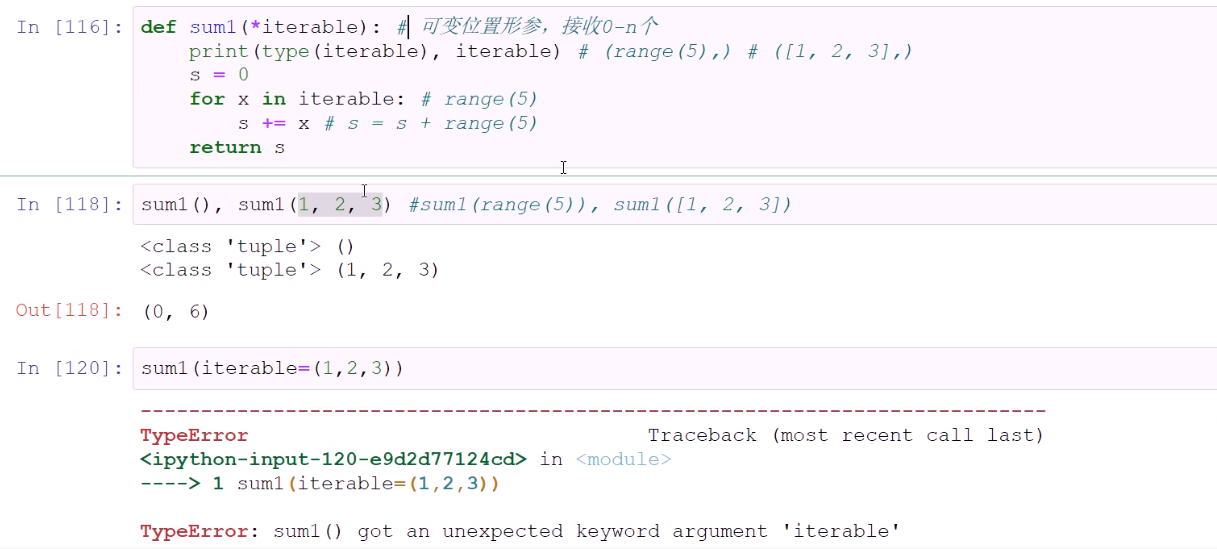 In [116]: def sum1(*iterable): # 可变位置形参，接收0-n个
print(type(iterable), iterable) # (range(5),) # ([1, 2, 3],)
s = 0
for x in iterable: # range(5)
s += x # s = s + range(5)
return s
In [118]: sum1(), sum1(1, 2, 3) #sum1(range(5)), sum1([1, 2, 3])
<class 'tuple'> ()
<class 'tuple'> (1, 2, 3)
Out[118]: (0, 6)
In [120]: sum1(iterable=(1,2,3))
---------------------------------------------------------------------------
TypeError Traceback (most recent call last)
<ipython-input-120-e9d2d77124cd> in <module>
----> 1 sum1(iterable=(1,2,3))
TypeError: sum1() got an unexpected keyword argument 'iterable'